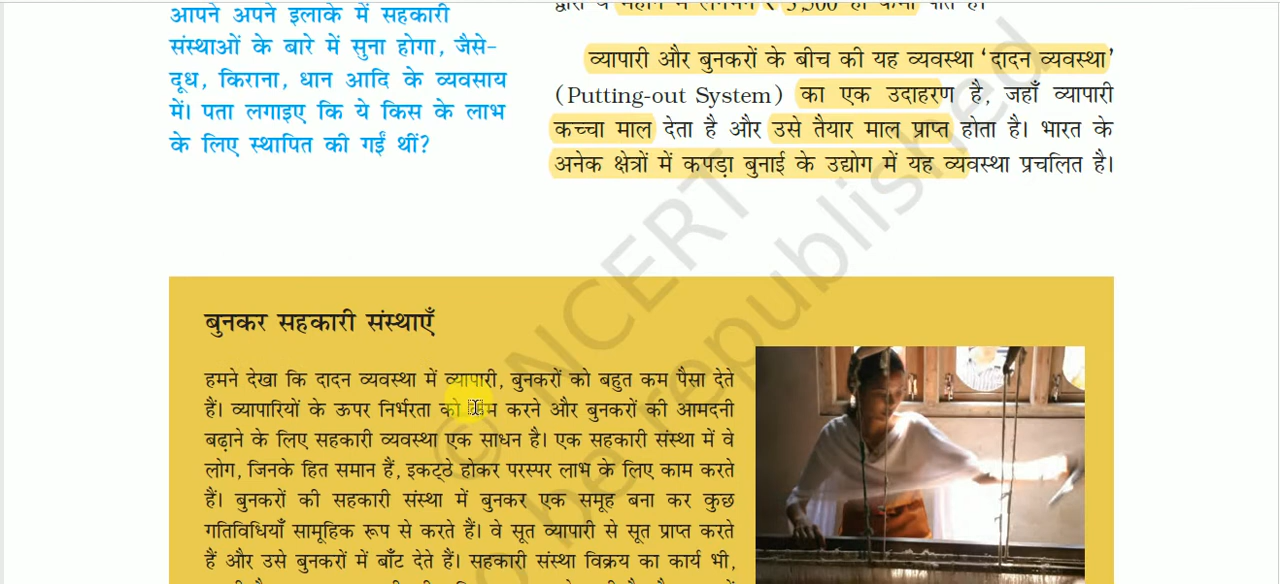 आपने अपने इलाके में सहकारी
संस्थाओं के बारे में सुना होगा, जैसे-
दूध, किराना, धान आदि के व्यवसाय
में। पता लगाइए कि ये किस के लाभ
के लिए स्थापित की गईं थीं?
व्यापारी और बुनकरों के बीच की यह व्यवस्था ‘दादन व्यवस्था’
(Putting-out System) का एक उदाहरण है, जहाँ व्यापारी
कच्चा माल देता है और उसे तैयार माल प्राप्त होता है। भारत के
अनेक क्षेत्रों में कपड़ा बुनाई के उद्योग में यह व्यवस्था प्रचलित है।
बुनकर सहकारी संस्थाएँ
हमने देखा कि दादन व्यवस्था में व्यापारी, बुनकरों को बहुत कम पैसा देते
हैं। व्यापारियों के ऊपर निर्भरता को कम करने और बुनकरों की आमदनी
बढ़ाने के लिए सहकारी व्यवस्था एक साधन है। एक सहकारी संस्था में वे
लोग, जिनके हित समान हैं, इकट्ठे होकर परस्पर लाभ के लिए काम करते
हैं। बुनकरों की सहकारी संस्था में बुनकर एक समूह बना कर कुछ
गतिविधियाँ सामूहिक रूप से करते हैं। वे सूत व्यापारी से सूत प्राप्त करते
हैं और उसे बुनकरों में बाँट देते हैं। सहकारी संस्था विक्रय का कार्य भी,
© NCERT
be republished